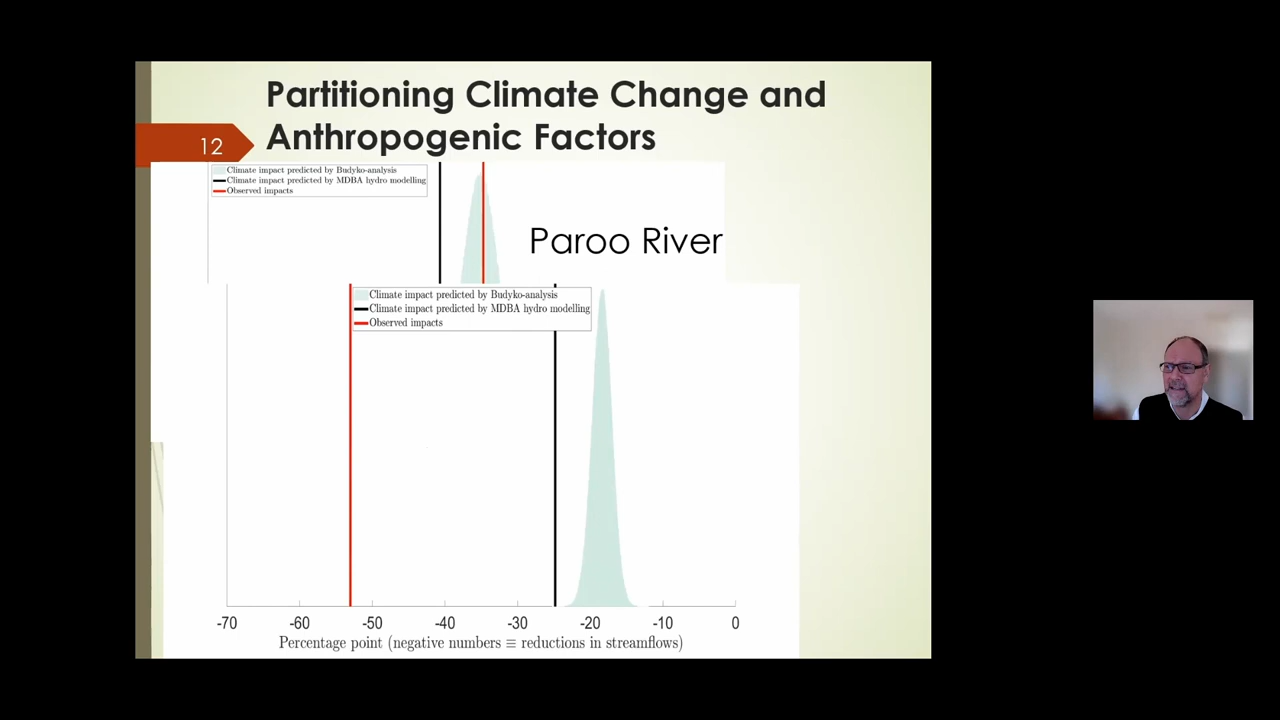 Partitioning Climate Change and
Anthropogenic Factors
12
Climate impact predicted by Budyko-analysis
Climate impact predicted by MDBA hydro modelling
Observed impacts
Paroo River
Climate impact predicted by Budyko-analysis
Climate impact predicted by MDBA hydro modelling
Observed impacts
-70 -60 -50 -40 -30 -20 -10 0
Percentage point (negative numbers ≡ reductions in streamflows)